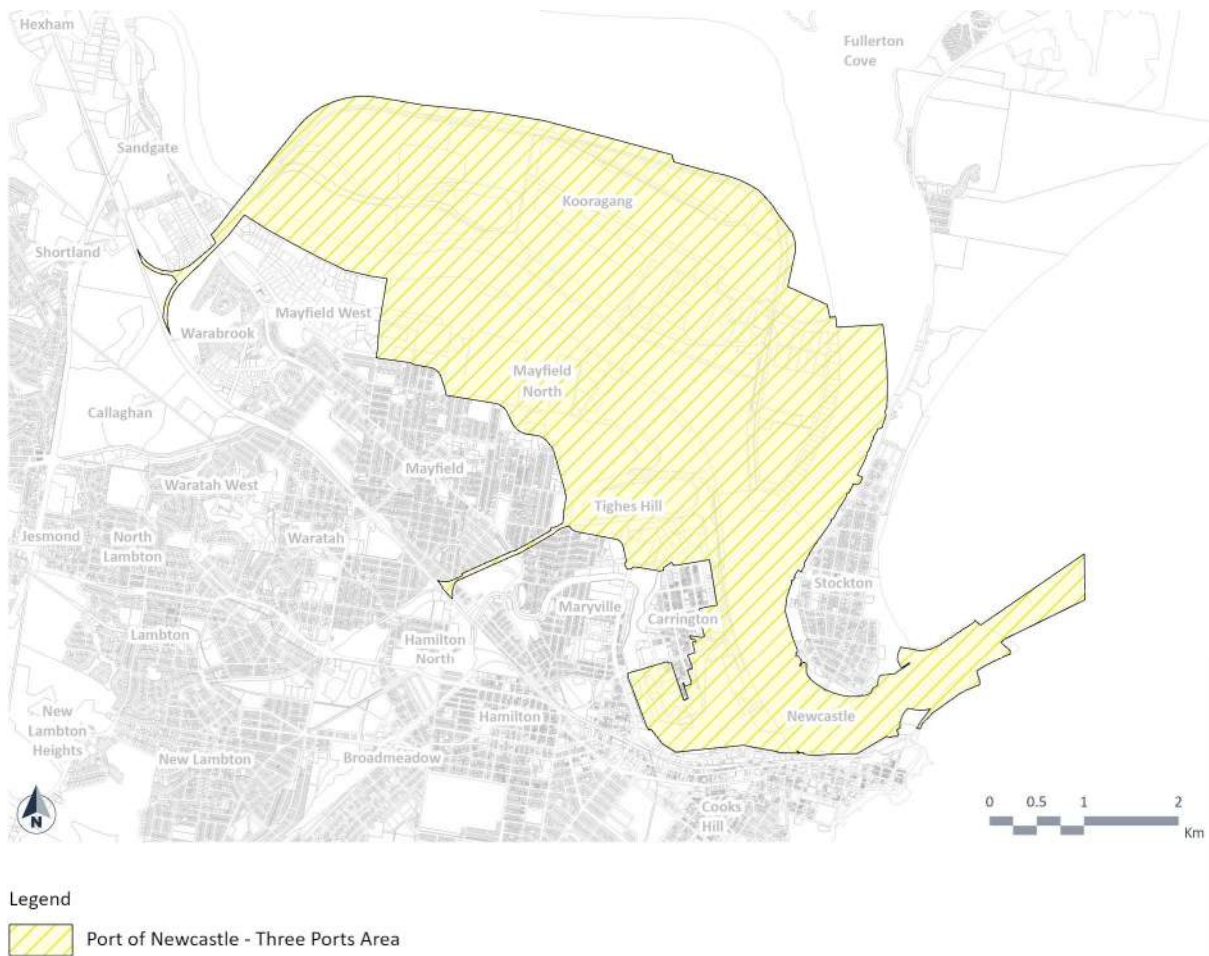 Hexham
Fullerton
Cove
Sandgate
Kooragang
Shortland
Mayfield West
Warabrook
Mayfield
North
Callaghan
Mayfield
Waratah West
Tighes Hill
Jesmond
North
Lambton
Waratah
Stockton
Maryville
Carrington
Lambton
Hamilton
North
New
Lambton
Heights
Hamilton
Newcastle
New Lambton
Broadmeadow
Cooks
Hill
N
0 0.5 1 2
Km
Legend
Port of Newcastle - Three Ports Area